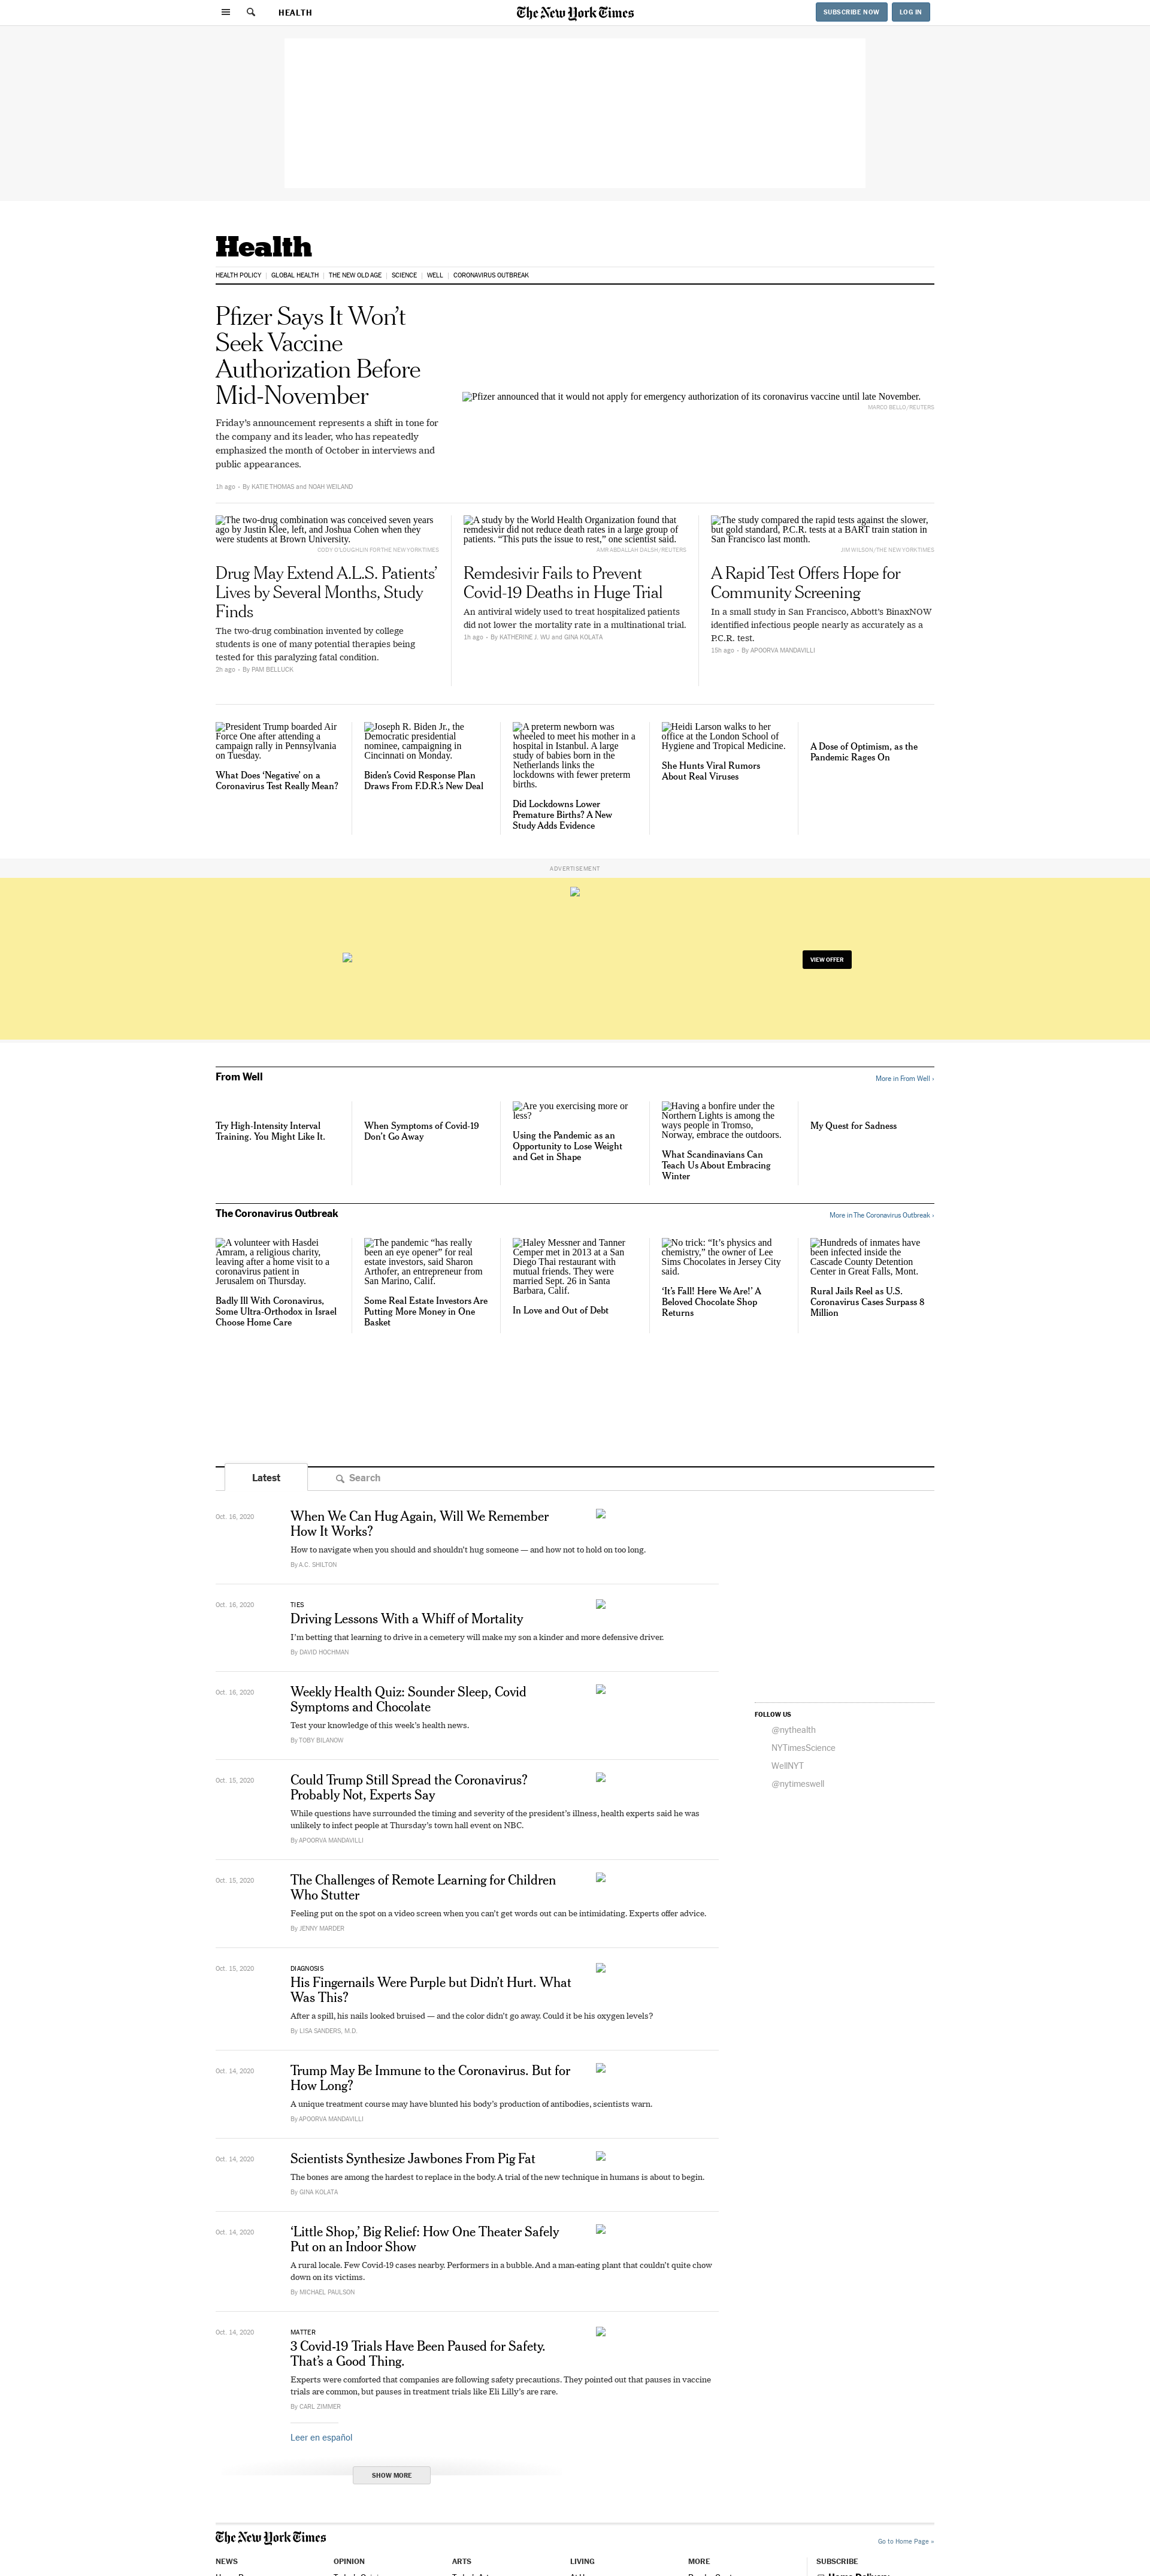 HEALTH
The New York Times
SUBSCRIBE NOW
LOG IN
Health
HEALTH POLICY
GLOBAL HEALTH
THE NEW OLD AGE
SCIENCE
WELL
CORONAVIRUS OUTBREAK
Pfizer Says It Won’t
Seek Vaccine
Authorization Before
Mid-November
Friday’s announcement represents a shift in tone for
the company and its leader, who has repeatedly
emphasized the month of October in interviews and
public appearances.
1h ago • By KATIE THOMAS and NOAH WEILAND
Pfizer announced that it would not apply for emergency authorization of its coronavirus vaccine until late November.
MARCO BELLO/REUTERS
The two-drug combination was conceived seven years
ago by Justin Klee, left, and Joshua Cohen when they
were students at Brown University.
CODY O'LOUGHLIN FOR THE NEW YORK TIMES
Drug May Extend A.L.S. Patients’
Lives by Several Months, Study
Finds
The two-drug combination invented by college
students is one of many potential therapies being
tested for this paralyzing fatal condition.
2h ago • By PAM BELLUCK
A study by the World Health Organization found that
remdesivir did not reduce death rates in a large group of
patients. “This puts the issue to rest,” one scientist said.
AMR ABDALLAH DALSH/REUTERS
Remdesivir Fails to Prevent
Covid-19 Deaths in Huge Trial
An antiviral widely used to treat hospitalized patients
did not lower the mortality rate in a multinational trial.
1h ago • By KATHERINE J. WU and GINA KOLATA
The study compared the rapid tests against the slower,
but gold standard, P.C.R. tests at a BART train station in
San Francisco last month.
JIM WILSON/THE NEW YORK TIMES
A Rapid Test Offers Hope for
Community Screening
In a small study in San Francisco, Abbott’s BinaxNOW
identified infectious people nearly as accurately as a
P.C.R. test.
15h ago • By APOORVA MANDAVILLI
President Trump boarded Air
Force One after attending a
campaign rally in Pennsylvania
on Tuesday.
What Does ‘Negative’ on a
Coronavirus Test Really Mean?
Joseph R. Biden Jr., the
Democratic presidential
nominee, campaigning in
Cincinnati on Monday.
Biden’s Covid Response Plan
Draws From F.D.R.’s New Deal
A preterm newborn was
wheeled to meet his mother in a
hospital in Istanbul. A large
study of babies born in the
Netherlands links the
lockdowns with fewer preterm
births.
Did Lockdowns Lower
Premature Births? A New
Study Adds Evidence
Heidi Larson walks to her
office at the London School of
Hygiene and Tropical Medicine.
She Hunts Viral Rumors
About Real Viruses
A Dose of Optimism, as the
Pandemic Rages On
ADVERTISEMENT
VIEW OFFER
From Well
More in From Well ›
Try High-Intensity Interval
Training. You Might Like It.
When Symptoms of Covid-19
Don’t Go Away
Are you exercising more or
less?
Using the Pandemic as an
Opportunity to Lose Weight
and Get in Shape
Having a bonfire under the
Northern Lights is among the
ways people in Tromso,
Norway, embrace the outdoors.
What Scandinavians Can
Teach Us About Embracing
Winter
My Quest for Sadness
The Coronavirus Outbreak
More in The Coronavirus Outbreak ›
A volunteer with Hasdei
Amram, a religious charity,
leaving after a home visit to a
coronavirus patient in
Jerusalem on Thursday.
Badly Ill With Coronavirus,
Some Ultra-Orthodox in Israel
Choose Home Care
The pandemic “has really
been an eye opener” for real
estate investors, said Sharon
Arthofer, an entrepreneur from
San Marino, Calif.
Some Real Estate Investors Are
Putting More Money in One
Basket
Haley Messner and Tanner
Cemper met in 2013 at a San
Diego Thai restaurant with
mutual friends. They were
married Sept. 26 in Santa
Barbara, Calif.
In Love and Out of Debt
No trick: “It’s physics and
chemistry,” the owner of Lee
Sims Chocolates in Jersey City
said.
‘It’s Fall! Here We Are!’ A
Beloved Chocolate Shop
Returns
Hundreds of inmates have
been infected inside the
Cascade County Detention
Center in Great Falls, Mont.
Rural Jails Reel as U.S.
Coronavirus Cases Surpass 8
Million
Latest
Search
Oct. 16, 2020
When We Can Hug Again, Will We Remember
How It Works?
How to navigate when you should and shouldn’t hug someone — and how not to hold on too long.
By A.C. SHILTON
Oct. 16, 2020
TIES
Driving Lessons With a Whiff of Mortality
I’m betting that learning to drive in a cemetery will make my son a kinder and more defensive driver.
By DAVID HOCHMAN
Oct. 16, 2020
Weekly Health Quiz: Sounder Sleep, Covid
Symptoms and Chocolate
Test your knowledge of this week’s health news.
By TOBY BILANOW
FOLLOW US
@nythealth
NYTimesScience
WellNYT
@nytimeswell
Oct. 15, 2020
Could Trump Still Spread the Coronavirus?
Probably Not, Experts Say
While questions have surrounded the timing and severity of the president’s illness, health experts said he was
unlikely to infect people at Thursday’s town hall event on NBC.
By APOORVA MANDAVILLI
Oct. 15, 2020
The Challenges of Remote Learning for Children
Who Stutter
Feeling put on the spot on a video screen when you can’t get words out can be intimidating. Experts offer advice.
By JENNY MARDER
Oct. 15, 2020
DIAGNOSIS
His Fingernails Were Purple but Didn’t Hurt. What
Was This?
After a spill, his nails looked bruised — and the color didn’t go away. Could it be his oxygen levels?
By LISA SANDERS, M.D.
Oct. 14, 2020
Trump May Be Immune to the Coronavirus. But for
How Long?
A unique treatment course may have blunted his body’s production of antibodies, scientists warn.
By APOORVA MANDAVILLI
Oct. 14, 2020
Scientists Synthesize Jawbones From Pig Fat
The bones are among the hardest to replace in the body. A trial of the new technique in humans is about to begin.
By GINA KOLATA
Oct. 14, 2020
‘Little Shop,’ Big Relief: How One Theater Safely
Put on an Indoor Show
A rural locale. Few Covid-19 cases nearby. Performers in a bubble. And a man-eating plant that couldn’t quite chow
down on its victims.
By MICHAEL PAULSON
Oct. 14, 2020
MATTER
3 Covid-19 Trials Have Been Paused for Safety.
That’s a Good Thing.
Experts were comforted that companies are following safety precautions. They pointed out that pauses in vaccine
trials are common, but pauses in treatment trials like Eli Lilly’s are rare.
By CARL ZIMMER
Leer en español
SHOW MORE
The New York Times
Go to Home Page »
NEWS
OPINION
ARTS
LIVING
MORE
SUBSCRIBE